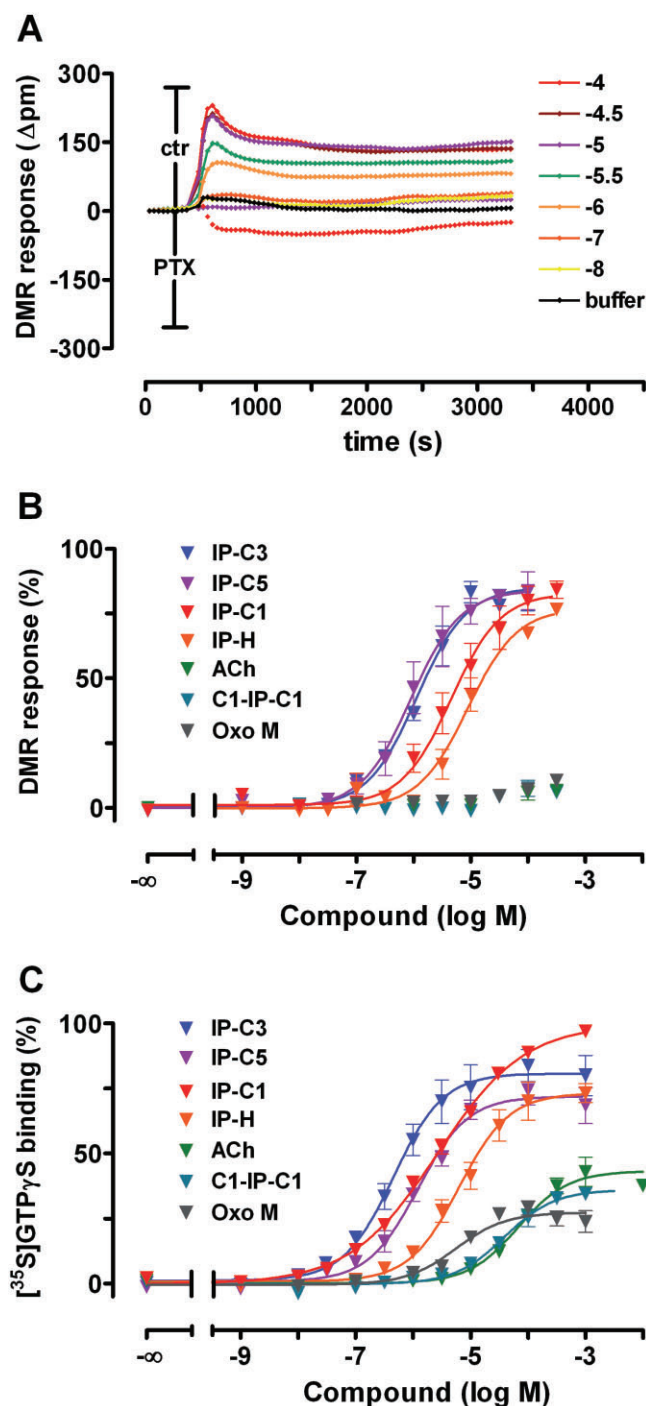 A
DMR response (Δpm)
300
150
0
-150
-300
ctr
PTX
-4
-4.5
-5
-5.5
-6
-7
-8
buffer
0
1000
2000
3000
4000
time (s)
B
DMR response (%)
100
50
0
IP-C3
IP-C5
IP-C1
IP-H
ACh
C1-IP-C1
Oxo M
-∞
-9
-7
-5
-3
Compound (log M)
C
[³⁵S]GTPγS binding (%)
100
50
0
IP-C3
IP-C5
IP-C1
IP-H
ACh
C1-IP-C1
Oxo M
-∞
-9
-7
-5
-3
Compound (log M)